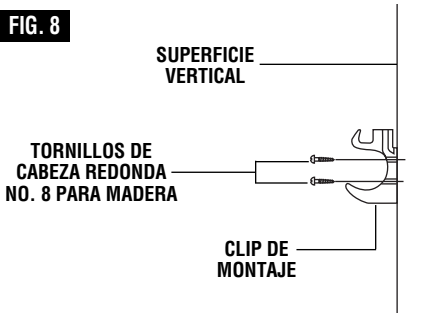 FIG. 8
SUPERFICIE
VERTICAL
TORNILLOS DE
CABEZA REDONDA
NO. 8 PARA MADERA
CLIP DE
MONTAJE